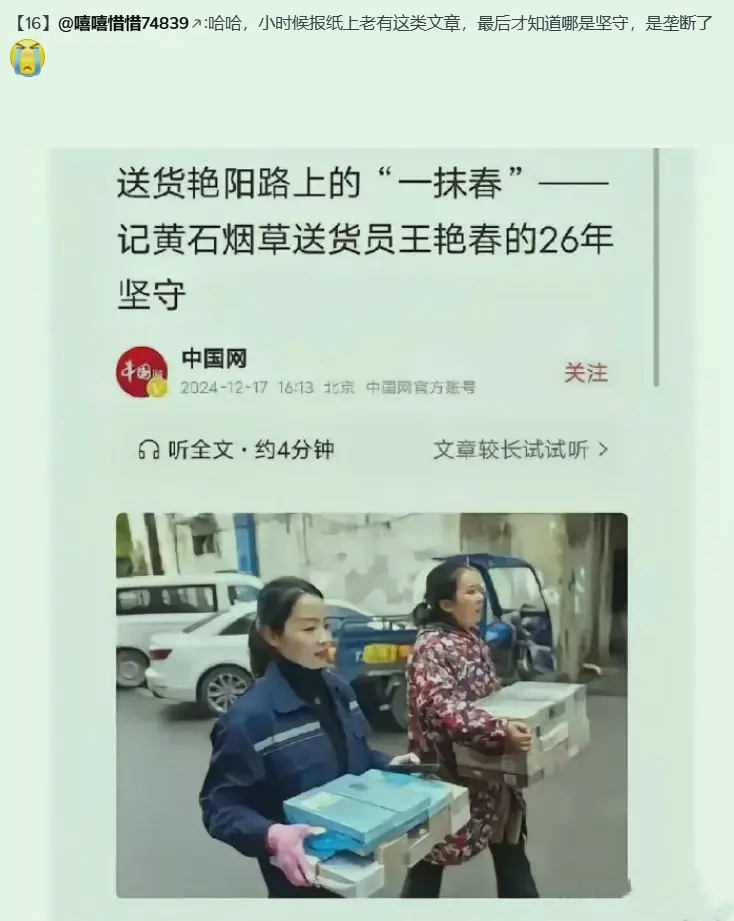 【16】@嘻嘻惜惜74839:哈哈，小时候报纸上老有这类文章，最后才知道哪是坚守，是垄断了
送货艳阳路上的“一抹春”——
记黄石烟草送货员王艳春的26年
坚守
中国网
2024-12-17 16:13 北京 中国网官方账号
关注
听全文·约4分钟
文章较长试试听 >